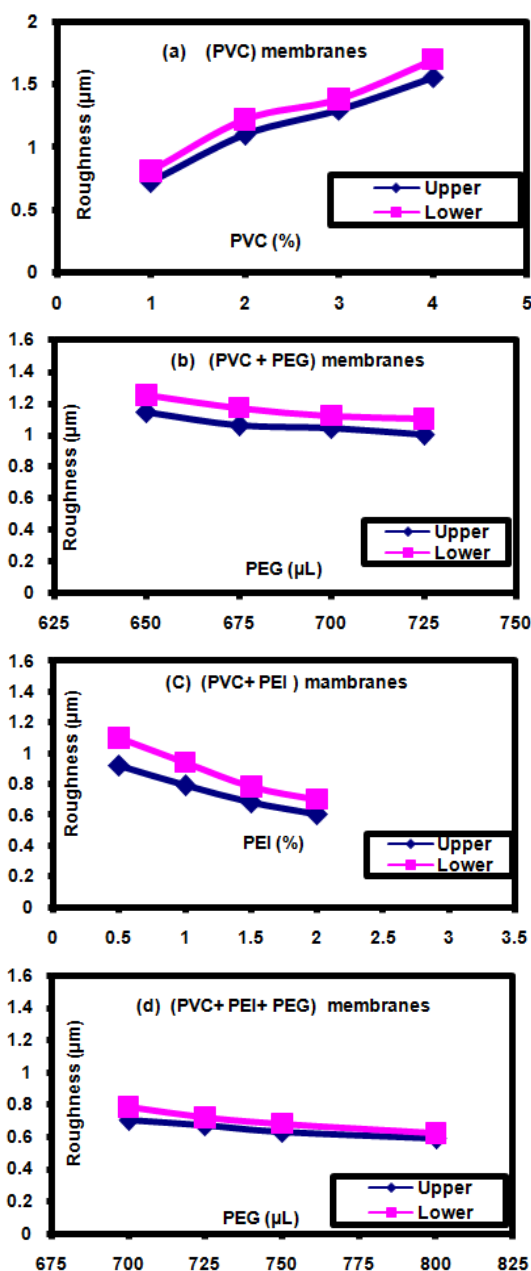 (a) (PVC) membranes
Roughness (µm)
2
1.5
1
0.5
0
Upper
Lower
PVC (%)
0 1 2 3 4 5
(b) (PVC + PEG) membranes
Roughness (µm)
1.6
1.4
1.2
1
0.8
0.6
0.4
0.2
0
Upper
Lower
PEG (µL)
625 650 675 700 725 750
(C) (PVC+ PEI ) mambranes
Roughness (µm)
1.6
1.4
1.2
1
0.8
0.6
0.4
0.2
0
PEI (%)
Upper
Lower
0 0.5 1 1.5 2 2.5 3 3.5
(d) (PVC+ PEI+ PEG) membranes
Roughness (µm)
1.6
1.4
1.2
1
0.8
0.6
0.4
0.2
0
Upper
Lower
PEG (µL)
675 700 725 750 775 800 825